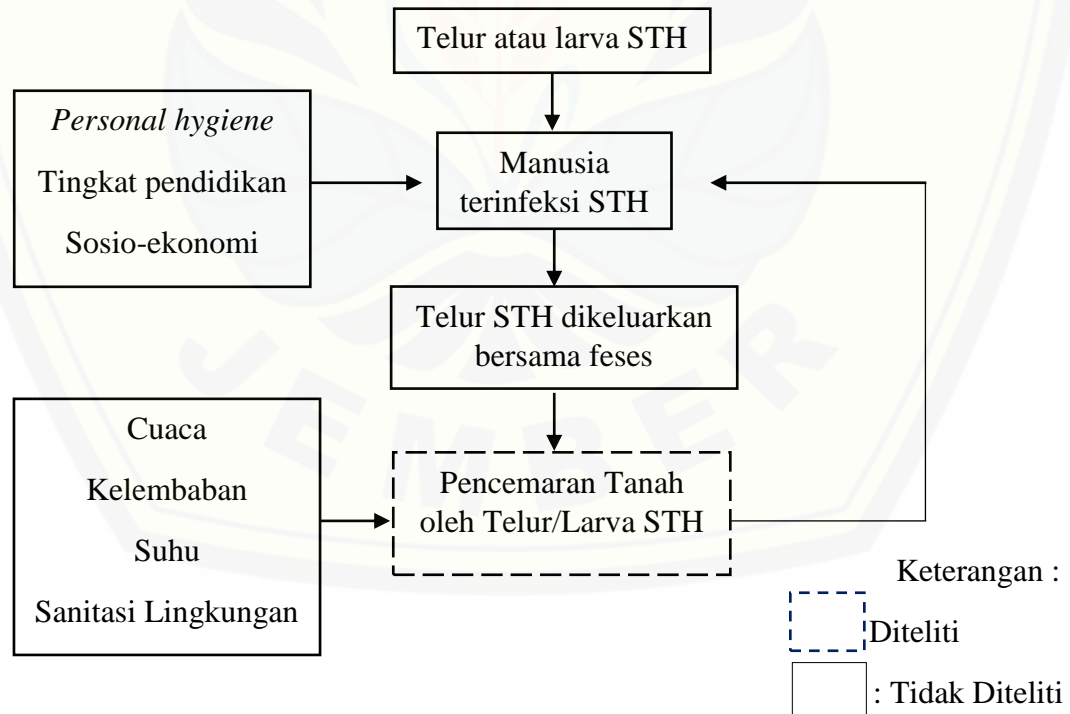 Telur atau larva STH
Personal hygiene
Tingkat pendidikan
Sosio-ekonomi
Manusia
terinfeksi STH
Telur STH dikeluarkan
bersama feses
Cuaca
Kelembaban
Suhu
Sanitasi Lingkungan
Pencemaran Tanah
oleh Telur/Larva STH
Keterangan :
Diteliti
: Tidak Diteliti
JEMBER